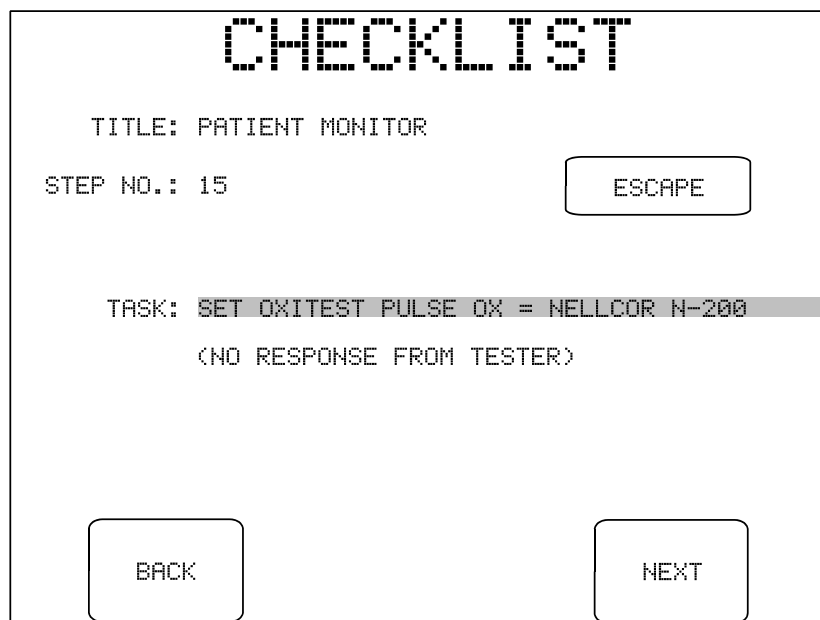 CHECKLIST
TITLE: PATIENT MONITOR
STEP NO.: 15
ESCAPE
TASK: SET OXITEST PULSE OX = NELLCOR N-200
(NO RESPONSE FROM TESTER)
BACK
NEXT